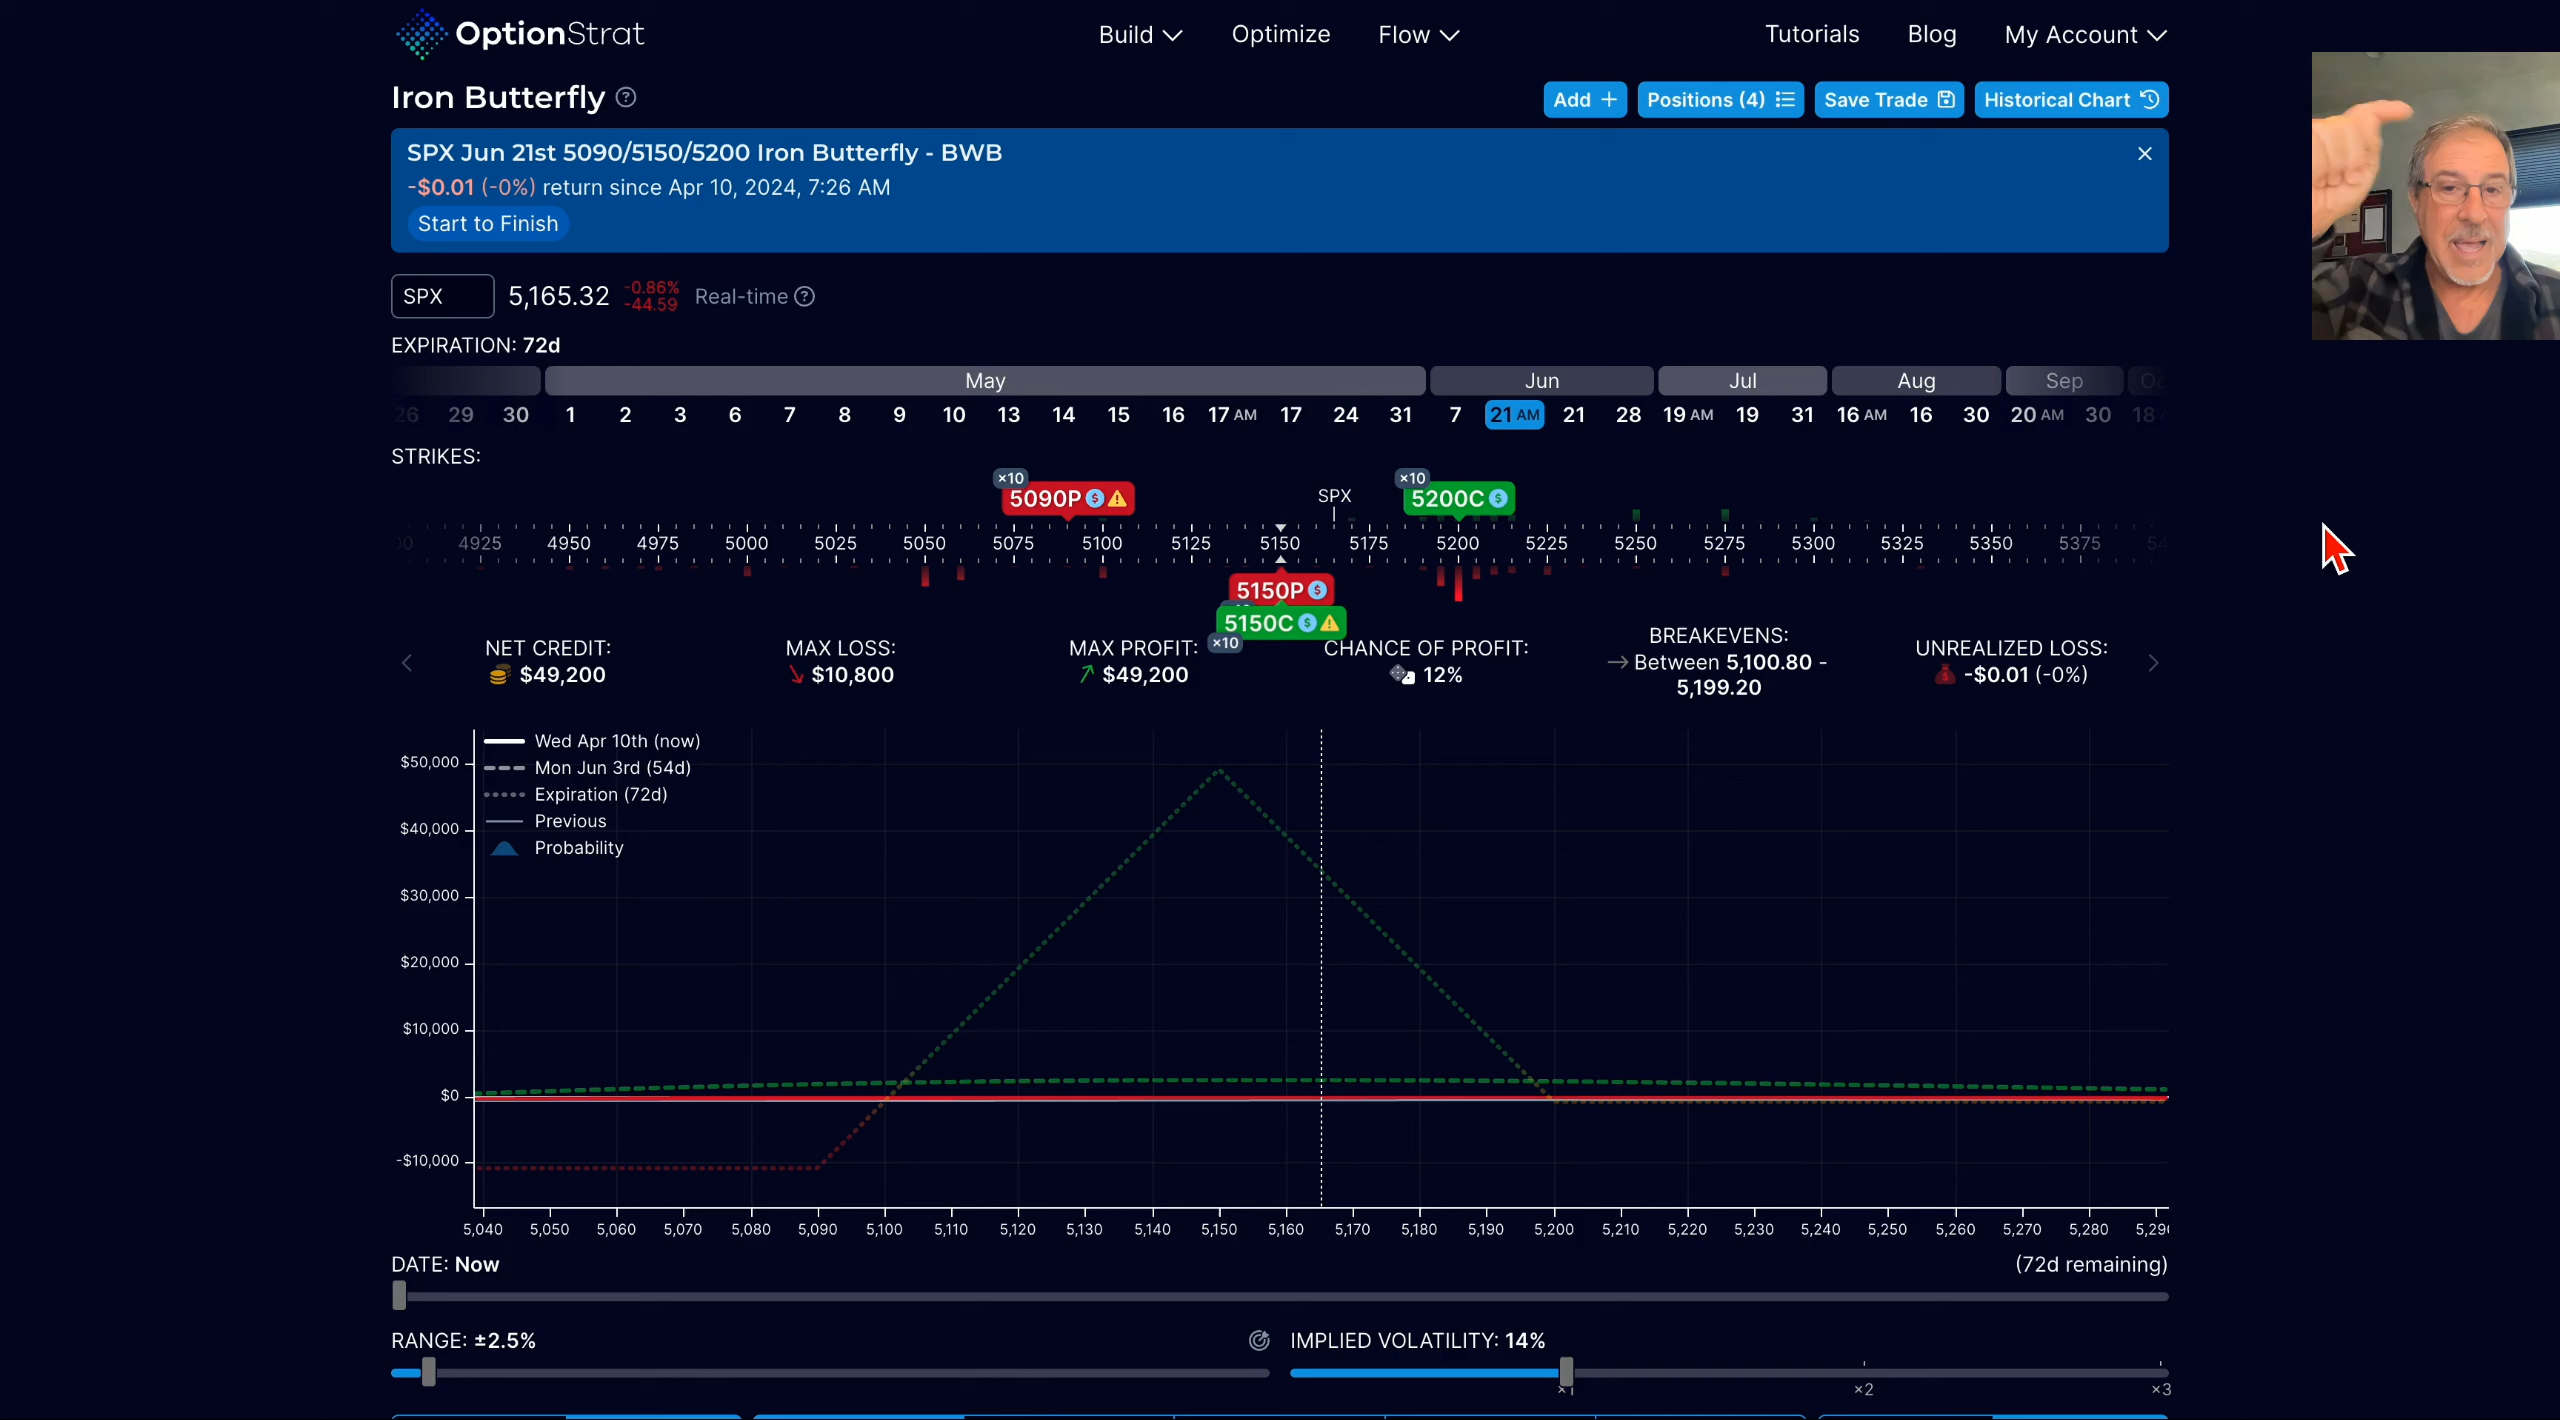 OptionStrat
Build
Optimize
Flow
Tutorials
Blog
My Account
Iron Butterfly
Add +
Positions (4)
Save Trade
Historical Chart
SPX Jun 21st 5090/5150/5200 Iron Butterfly - BWB
-$0.01 (-0%) return since Apr 10, 2024, 7:26 AM
Start to Finish
SPX 5,165.32 -0.86% -44.59 Real-time
EXPIRATION: 72d
May Jun Jul Aug Sep
26 29 30 1 2 3 6 7 8 9 10 13 14 15 16 17 AM 17 24 31 7 21 AM 21 28 19 AM 19 31 16 AM 16 30 20 AM 30 18
STRIKES:
×10 ×10
5090P SPX 5200C
4925 4950 4975 5000 5025 5050 5075 5100 5125 5150 5175 5200 5225 5250 5275 5300 5325 5350 5375
5150P
5150C
×10
NET CREDIT:
$49,200
MAX LOSS:
$10,800
MAX PROFIT:
$49,200
CHANCE OF PROFIT:
12%
BREAKEVENS:
Between 5,100.80 -
5,199.20
UNREALIZED LOSS:
-$0.01 (-0%)
Wed Apr 10th (now)
Mon Jun 3rd (54d)
Expiration (72d)
Previous
Probability
$50,000
$40,000
$30,000
$20,000
$10,000
$0
-$10,000
5,040 5,050 5,060 5,070 5,080 5,090 5,100 5,110 5,120 5,130 5,140 5,150 5,160 5,170 5,180 5,190 5,200 5,210 5,220 5,230 5,240 5,250 5,260 5,270 5,280 5,29
DATE: Now
(72d remaining)
RANGE: ±2.5%
IMPLIED VOLATILITY: 14%
×1 ×2 ×3